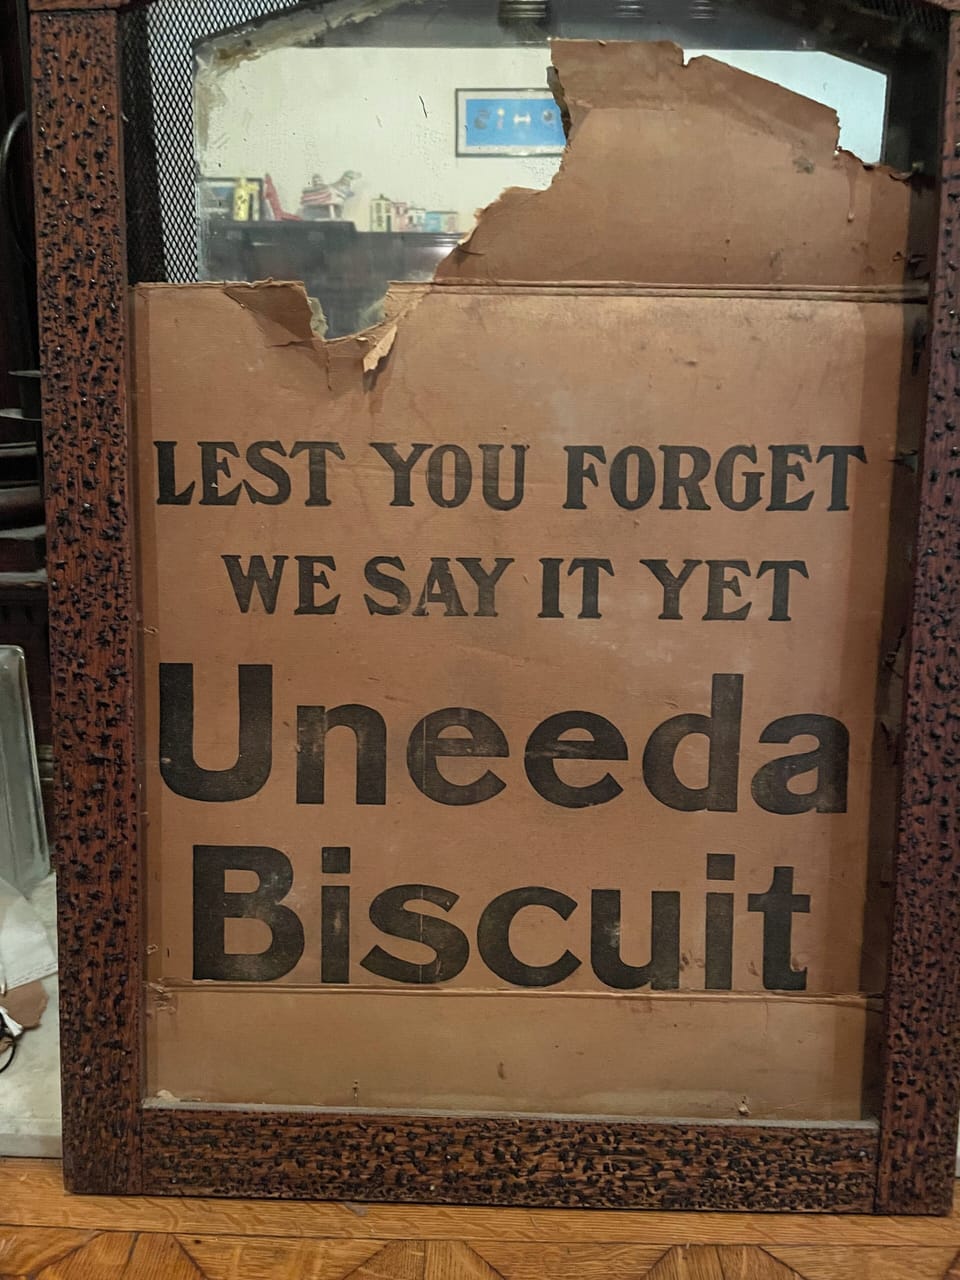 LEST YOU FORGET
WE SAY IT YET
Uneeda
Biscuit